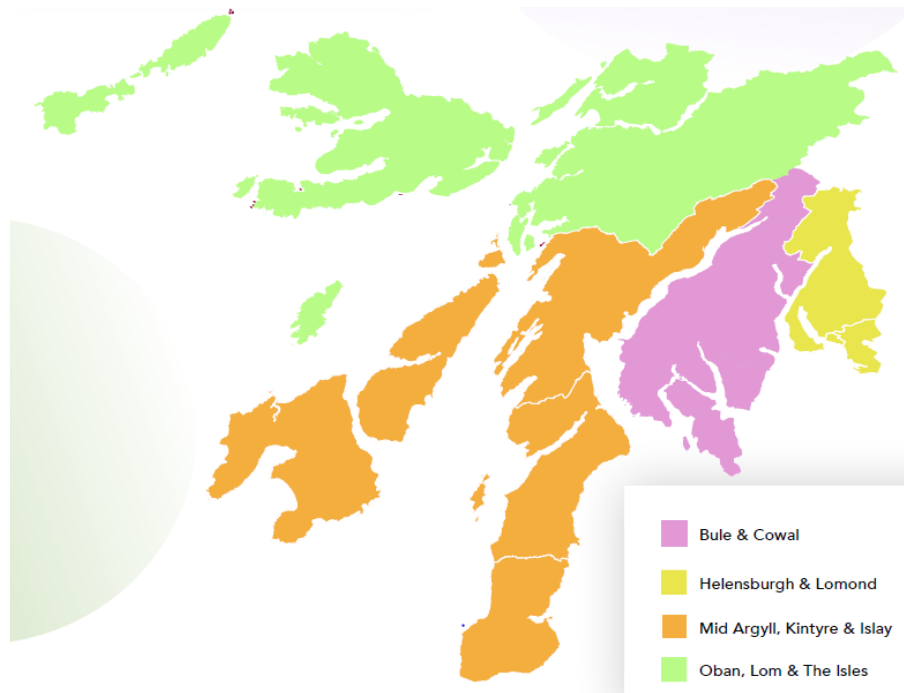 Bule & Cowal
Helensburgh & Lomond
Mid Argyll, Kintyre & Islay
Oban, Lom & The Isles